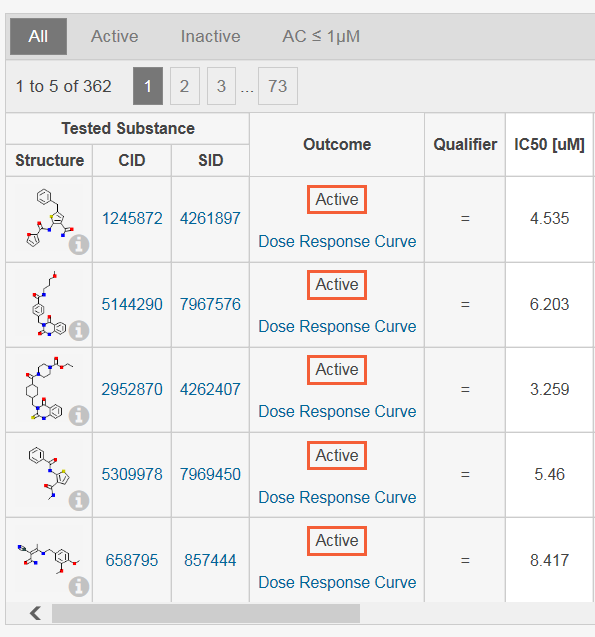 All Active Inactive AC ≤ 1μM
1 to 5 of 362 1 2 3 ... 73
Tested Substance Outcome Qualifier IC50 [uM]
Structure CID SID
1245872 4261897 Active = 4.535
Dose Response Curve
5144290 7967576 Active = 6.203
Dose Response Curve
2952870 4262407 Active = 3.259
Dose Response Curve
5309978 7969450 Active = 5.46
Dose Response Curve
658795 857444 Active = 8.417
Dose Response Curve